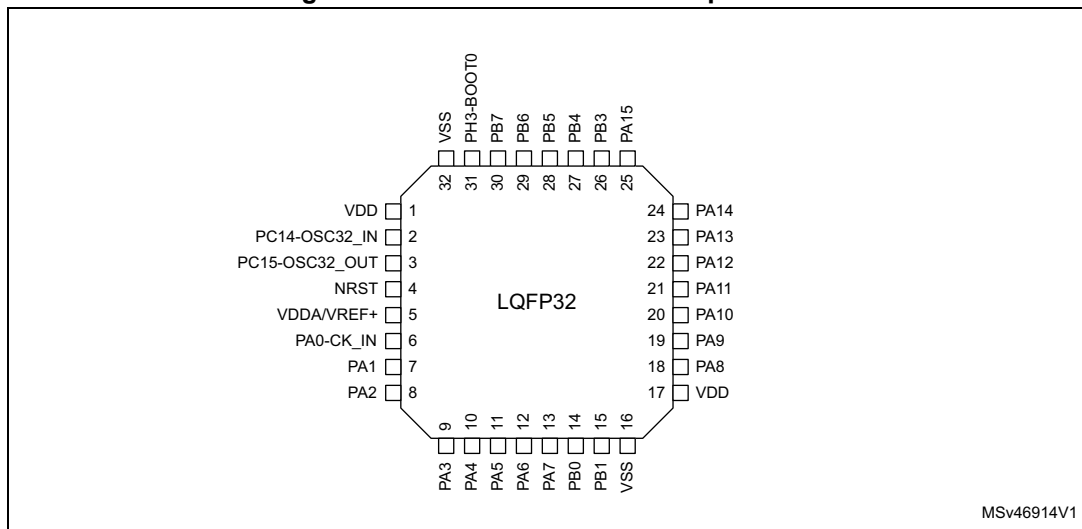 VSS
PH3-BOOT0
PB7
PB6
PB5
PB4
PB3
PA15
32
31
30
29
28
27
26
25
VDD 1
PC14-OSC32_IN 2
PC15-OSC32_OUT 3
NRST 4
VDDA/VREF+ 5
PA0-CK_IN 6
PA1 7
PA2 8
LQFP32
24 PA14
23 PA13
22 PA12
21 PA11
20 PA10
19 PA9
18 PA8
17 VDD
9
10
11
12
13
14
15
16
PA3
PA4
PA5
PA6
PA7
PB0
PB1
VSS
MSv46914V1